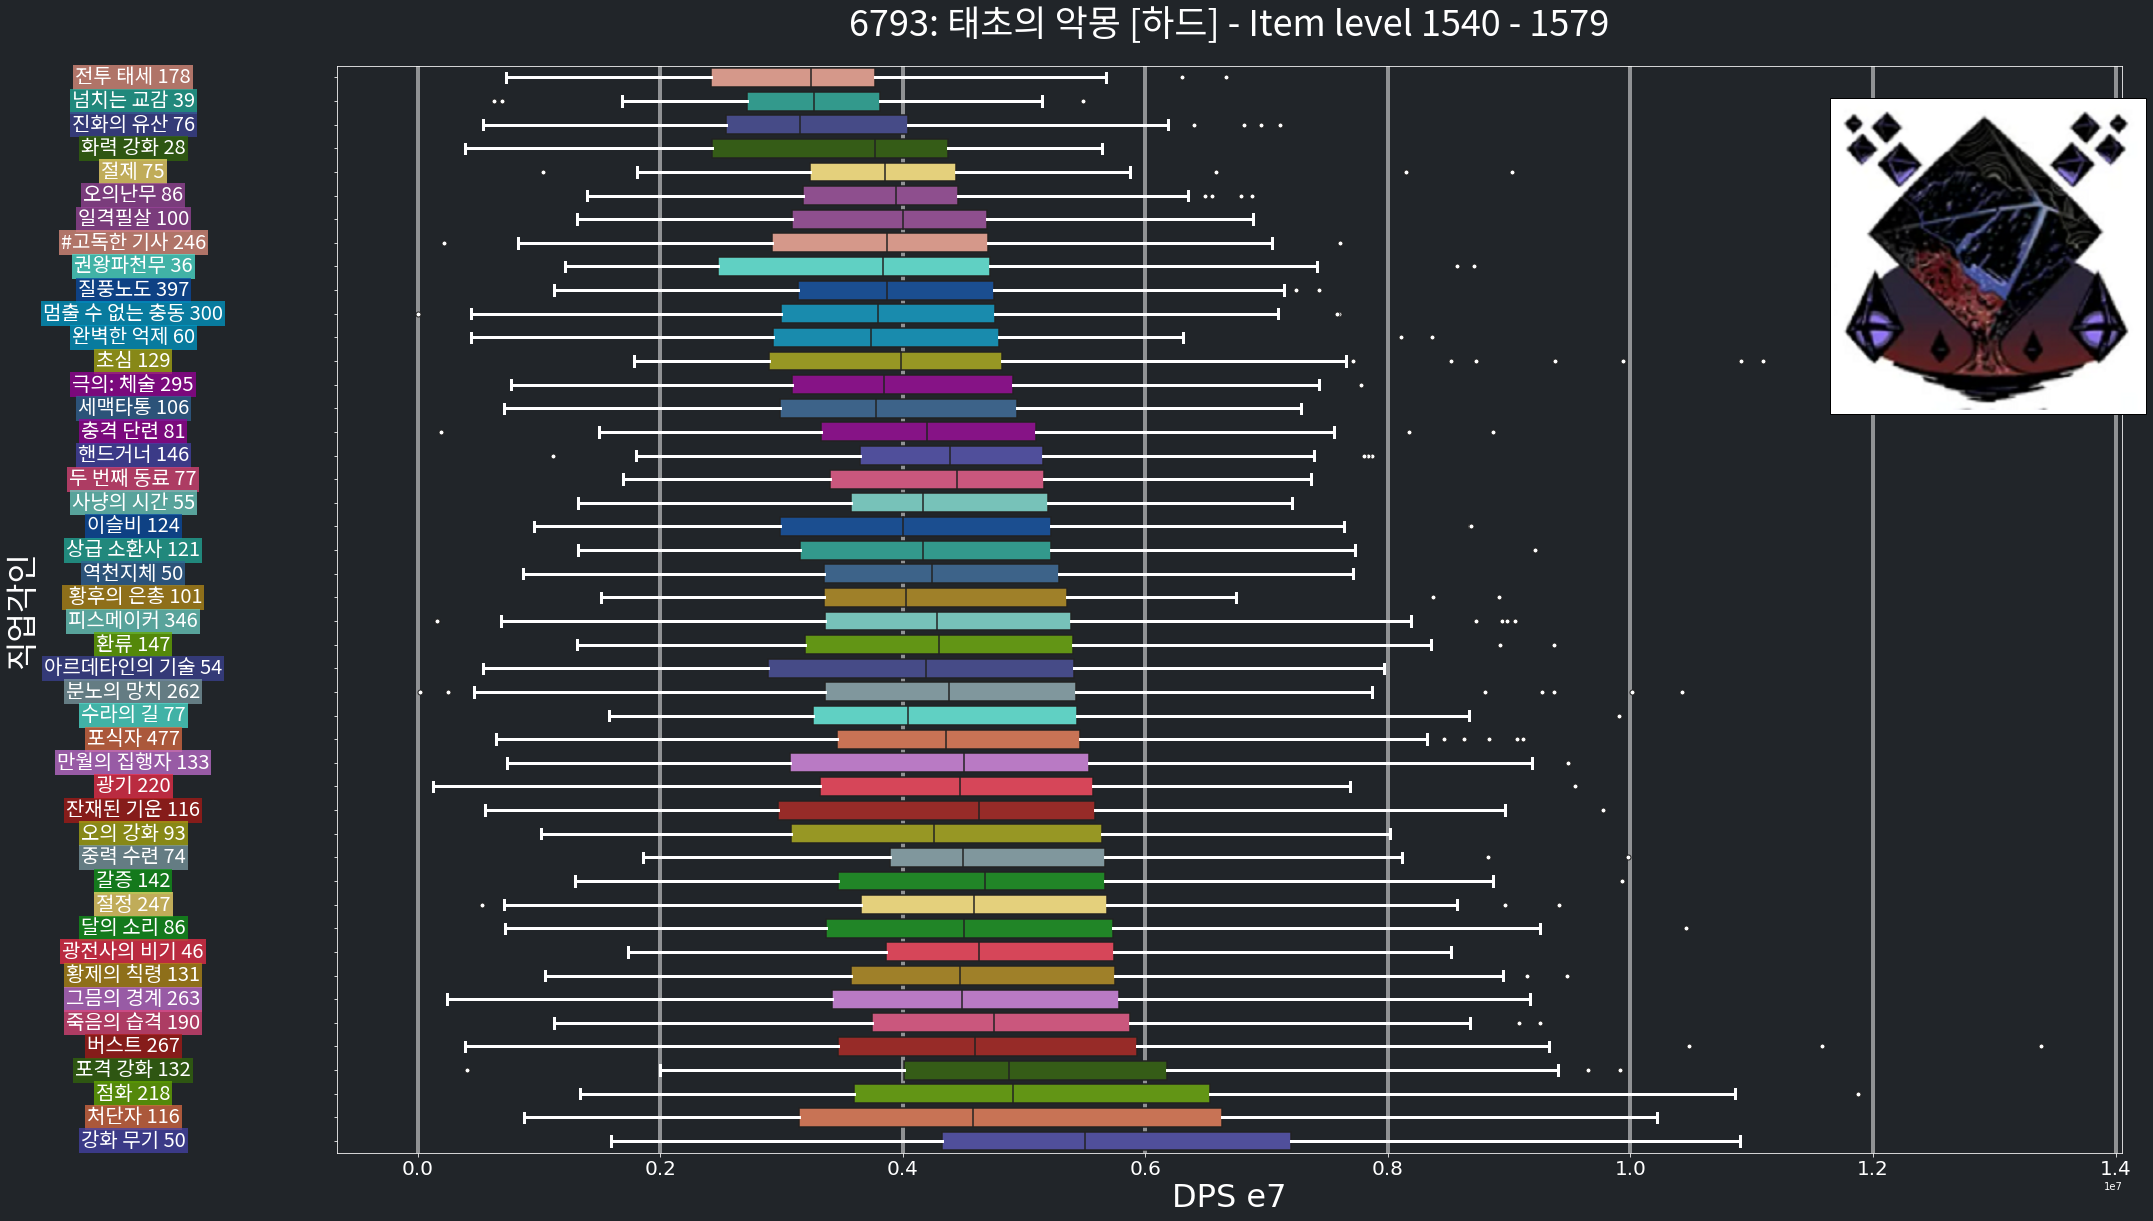 6793: 태초의 악몽 [하드] - Item level 1540 - 1579
전투 태세 178
넘치는 교감 39
진화의 유산 76
화력 강화 28
절제 75
오의난무 86
일격필살 100
#고독한 기사 246
권왕파천무 36
질풍노도 397
멈출 수 없는 충동 300
완벽한 억제 60
초심 129
극의: 체술 295
세맥타통 106
충격 단련 81
핸드거너 146
두 번째 동료 77
사냥의 시간 55
이슬비 124
상급 소환사 121
역천지체 50
황후의 은총 101
피스메이커 346
환류 147
아르데타인의 기술 54
분노의 망치 262
수라의 길 77
포식자 477
만월의 집행자 133
광기 220
잔재된 기운 116
오의 강화 93
중력 수련 74
갈증 142
절정 247
달의 소리 86
광전사의 비기 46
황제의 칙령 131
그믐의 경계 263
죽음의 습격 190
버스트 267
포격 강화 132
점화 218
처단자 116
강화 무기 50
직업각인
0.0 0.2 0.4 0.6 0.8 1.0 1.2 1.4
1e7
DPS e7